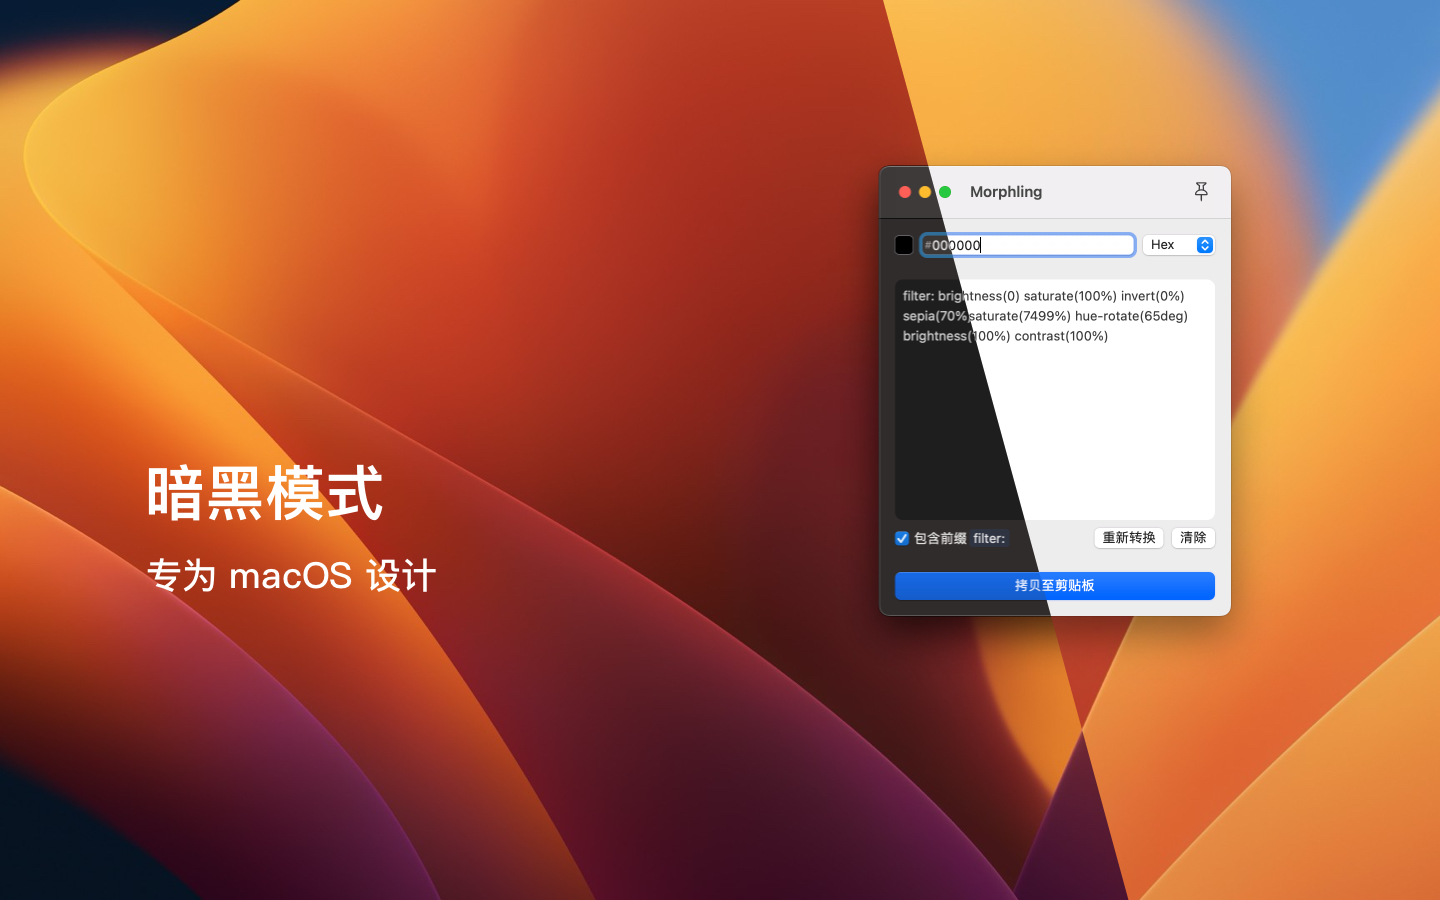 Morphling
#000000
Hex
filter: brightness(0) saturate(100%) invert(0%)
sepia(70%)saturate(7499%) hue-rotate(65deg)
brightness(100%) contrast(100%)
包含前缀 filter:
重新转换
清除
拷贝至剪贴板
暗黑模式
专为 macOS 设计